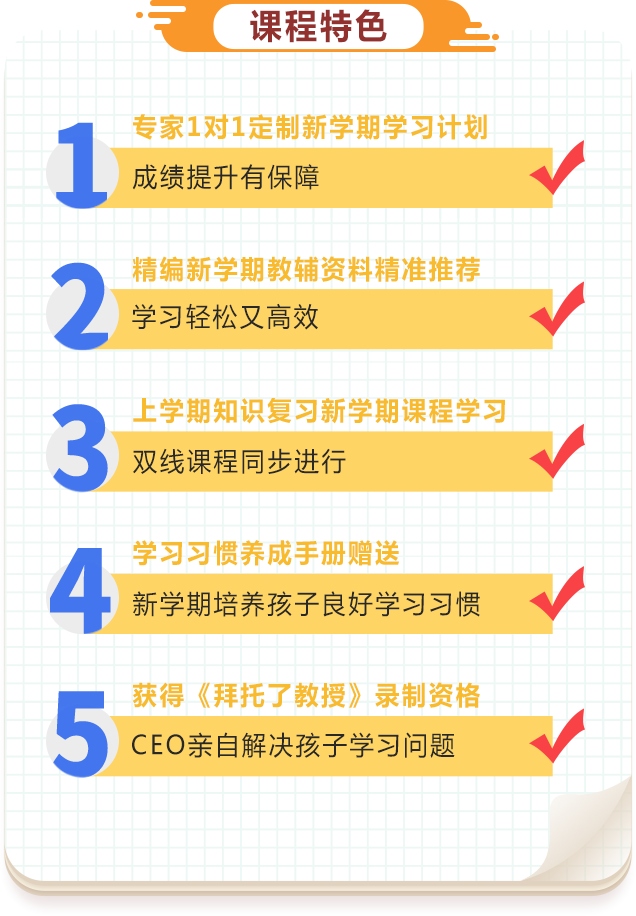 课程特色
1
专家1对1定制新学期学习计划
成绩提升有保障
2
精编新学期教辅资料精准推荐
学习轻松又高效
3
上学期知识复习新学期课程学习
双线课程同步进行
4
学习习惯养成手册赠送
新学期培养孩子良好学习习惯
5
获得《拜托了教授》录制资格
CEO亲自解决孩子学习问题